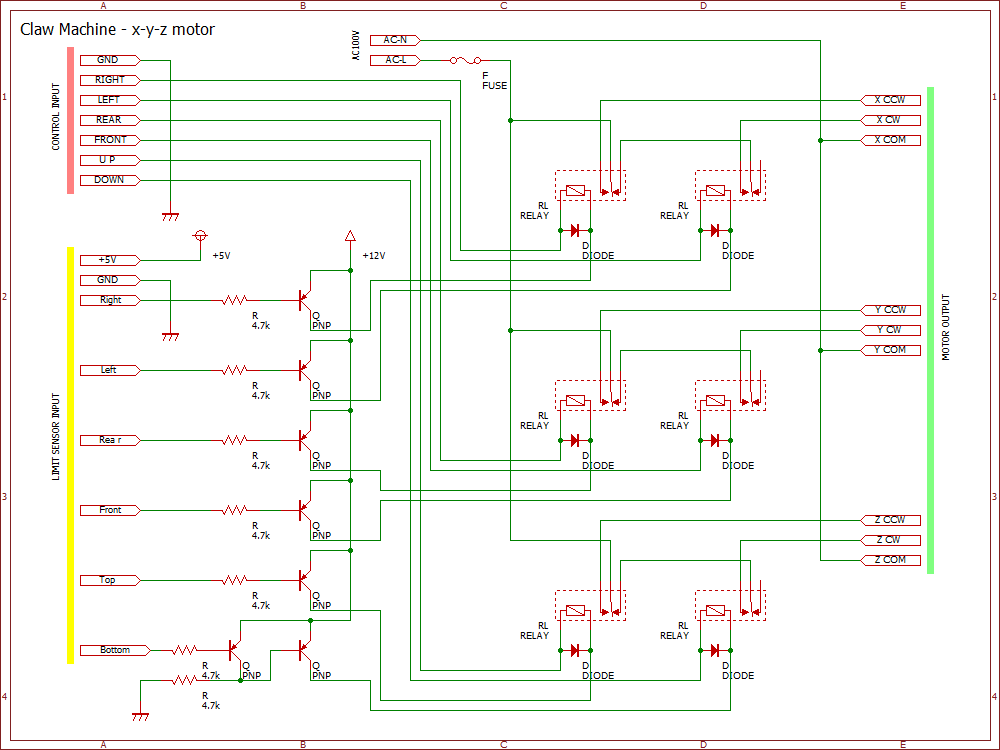 A B C D E
Claw Machine - x-y-z motor
AC100V
AC-N
AC-L
F
FUSE
CONTROL INPUT
GND
RIGHT
LEFT
REAR
FRONT
U P
DOWN
1
1
X CCW
X CW
X COM
RL
RELAY
D
DIODE
RL
RELAY
D
DIODE
+5V
+12V
LIMIT SENSOR INPUT
+5V
GND
Right
R
4.7k
Q
PNP
2
2
MOTOR OUTPUT
Y CCW
Y CW
Y COM
Left
R
4.7k
Q
PNP
RL
RELAY
D
DIODE
RL
RELAY
D
DIODE
Rea r
R
4.7k
Q
PNP
3
3
Front
R
4.7k
Q
PNP
Z CCW
Z CW
Z COM
Top
R
4.7k
Q
PNP
RL
RELAY
D
DIODE
RL
RELAY
D
DIODE
Bottom
R
4.7k
Q
PNP
Q
PNP
R
4.7k
4
4
A B C D E